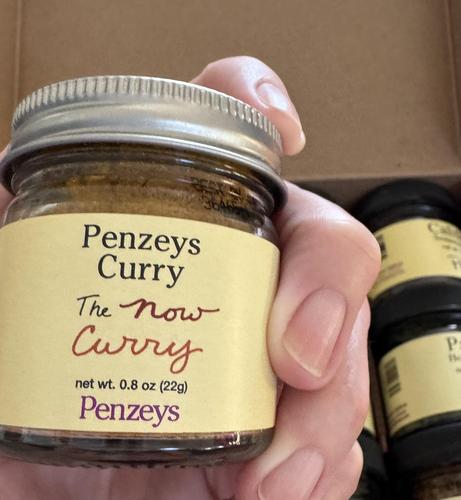 Penzeys
Curry
The now
Curry
net wt. 0.8 oz (22g)
Penzeys